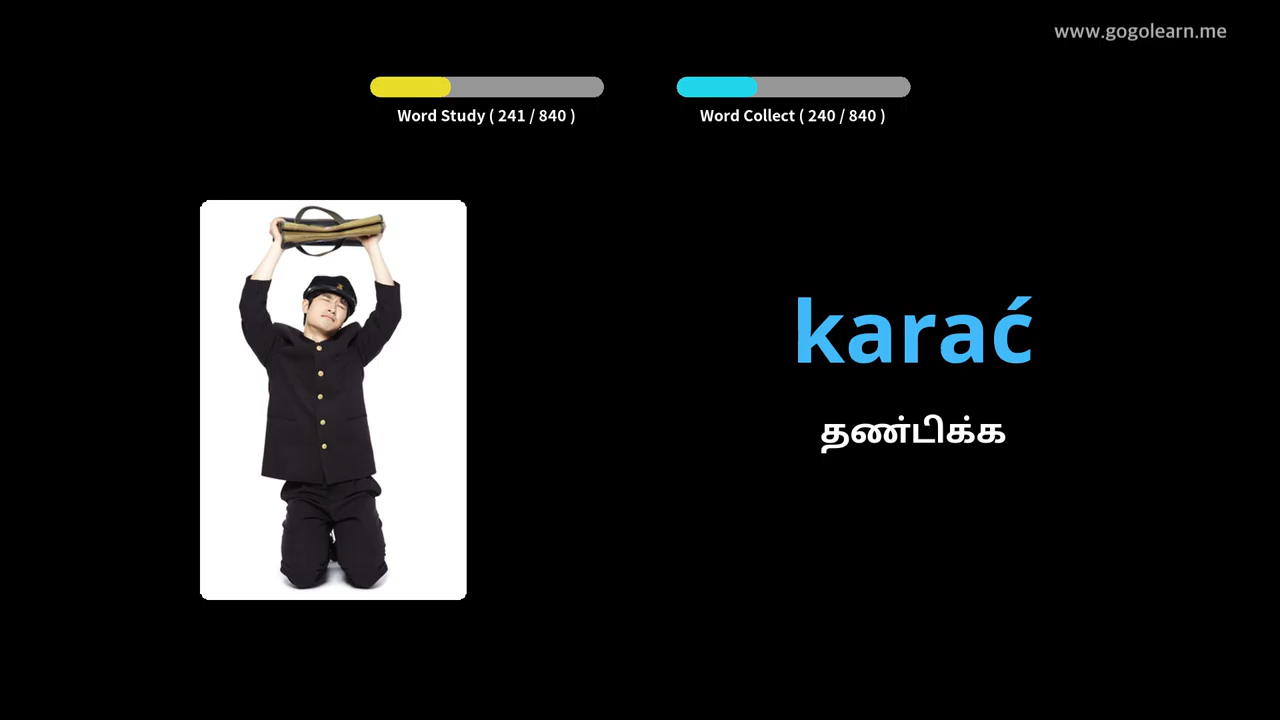 www.gogolearn.me
Word Study ( 241 / 840 )
Word Collect ( 240 / 840 )
karać
தண்டிக்க